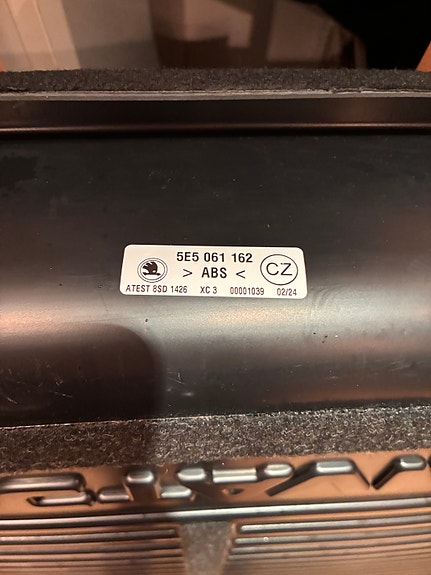 5E5 061 162
> ABS <
CZ
ATEST 8SD 1426 XC 3 00001039 02/24